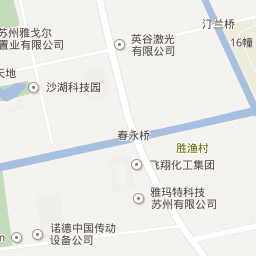 苏州雅戈尔
置业有限公司
英谷激光
有限公司
汀兰桥
16幢
天地
沙湖科技园
春永桥
胜渔村
飞翔化工集团
雅玛特科技
苏州有限公司
诺德中国传动
设备公司